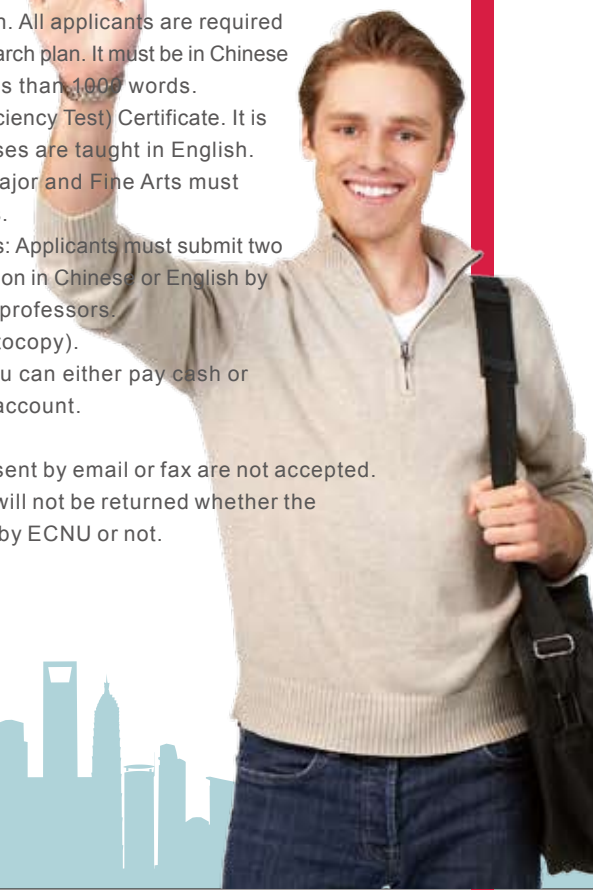 n. All applicants are required
arch plan. It must be in Chinese
s than 1000 words.
ciency Test) Certificate. It is
ses are taught in English.
ajor and Fine Arts must
s.
s: Applicants must submit two
on in Chinese or English by
professors.
tocopy).
u can either pay cash or
account.
sent by email or fax are not accepted.
will not be returned whether the
by ECNU or not.